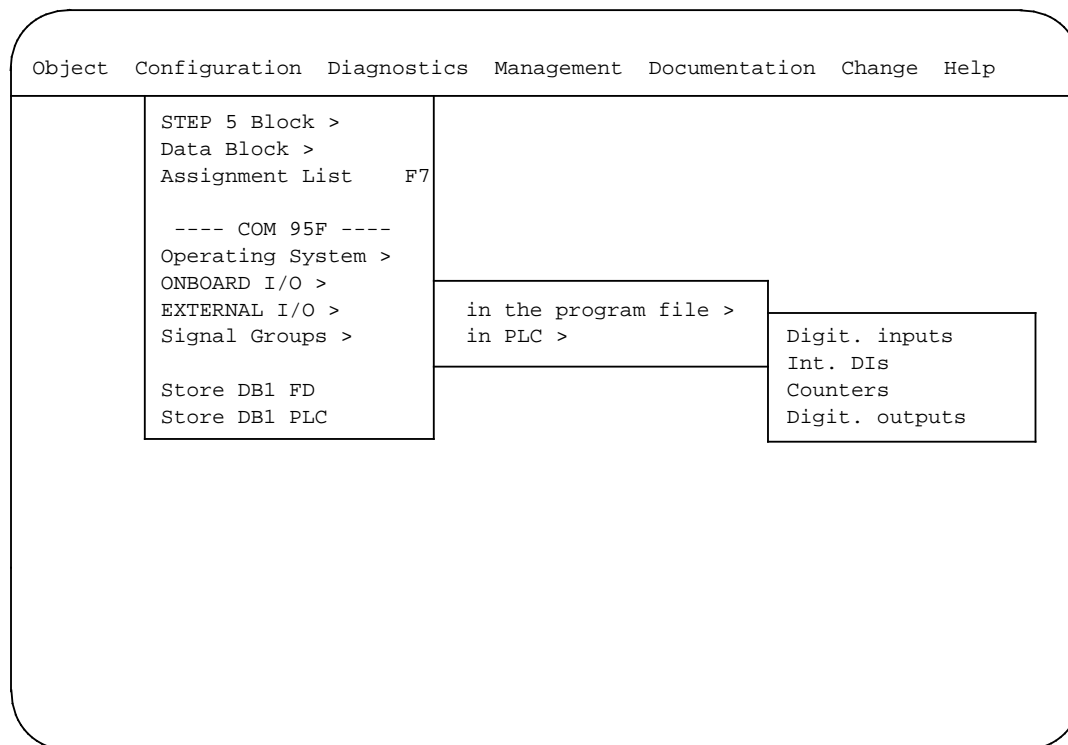 Object Configuration Diagnostics Management Documentation Change Help
STEP 5 Block >
Data Block >
Assignment List F7
---- COM 95F ----
Operating System >
ONBOARD I/O >
EXTERNAL I/O >
Signal Groups >
Store DB1 FD
Store DB1 PLC
in the program file >
in PLC >
Digit. inputs
Int. DIs
Counters
Digit. outputs